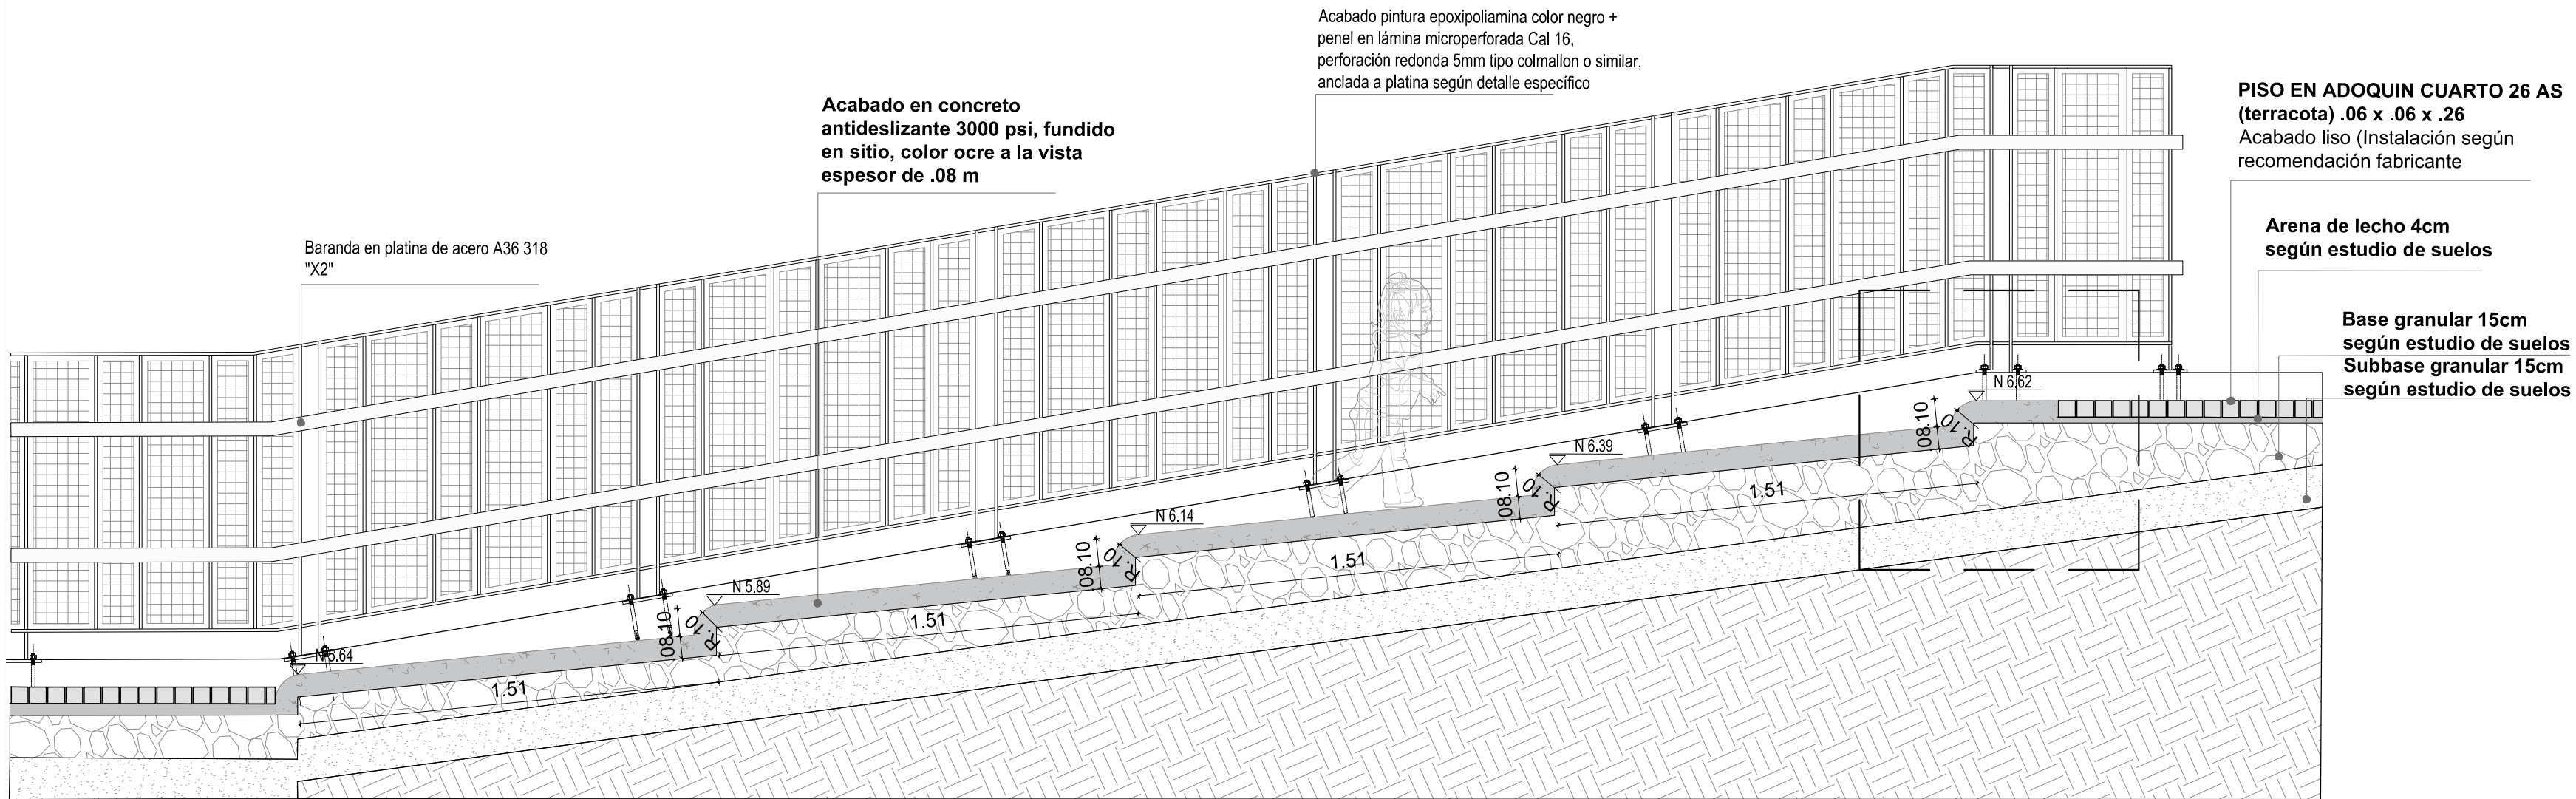 Acabado pintura epoxipoliamina color negro +
penel en lámina microperforada Cal 16,
perforación redonda 5mm tipo colmallon o similar,
anclada a platina según detalle específico
Acabado en concreto
antideslizante 3000 psi, fundido
en sitio, color ocre a la vista
espesor de .08 m
PISO EN ADOQUIN CUARTO 26 AS
(terracota) .06 x .06 x .26
Acabado liso (Instalación según
recomendación fabricante
Arena de lecho 4cm
según estudio de suelos
Baranda en platina de acero A36 318
"X2"
Base granular 15cm
según estudio de suelos
Subbase granular 15cm
según estudio de suelos
N 5.64
1.51
.08
.10
R.10
N 5.89
1.51
.08
.10
R.10
N 6.14
1.51
.08
.10
R.10
N 6.39
1.51
.08
.10
R.10
N 6.62